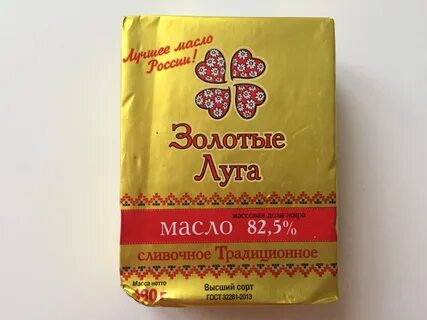 Лучшее масло
России!
Золотые
Луга
массовая доля жира
масло 82,5%
сливочное Традиционное
Масса нетто
Высший сорт
ГОСТ 32261-2013